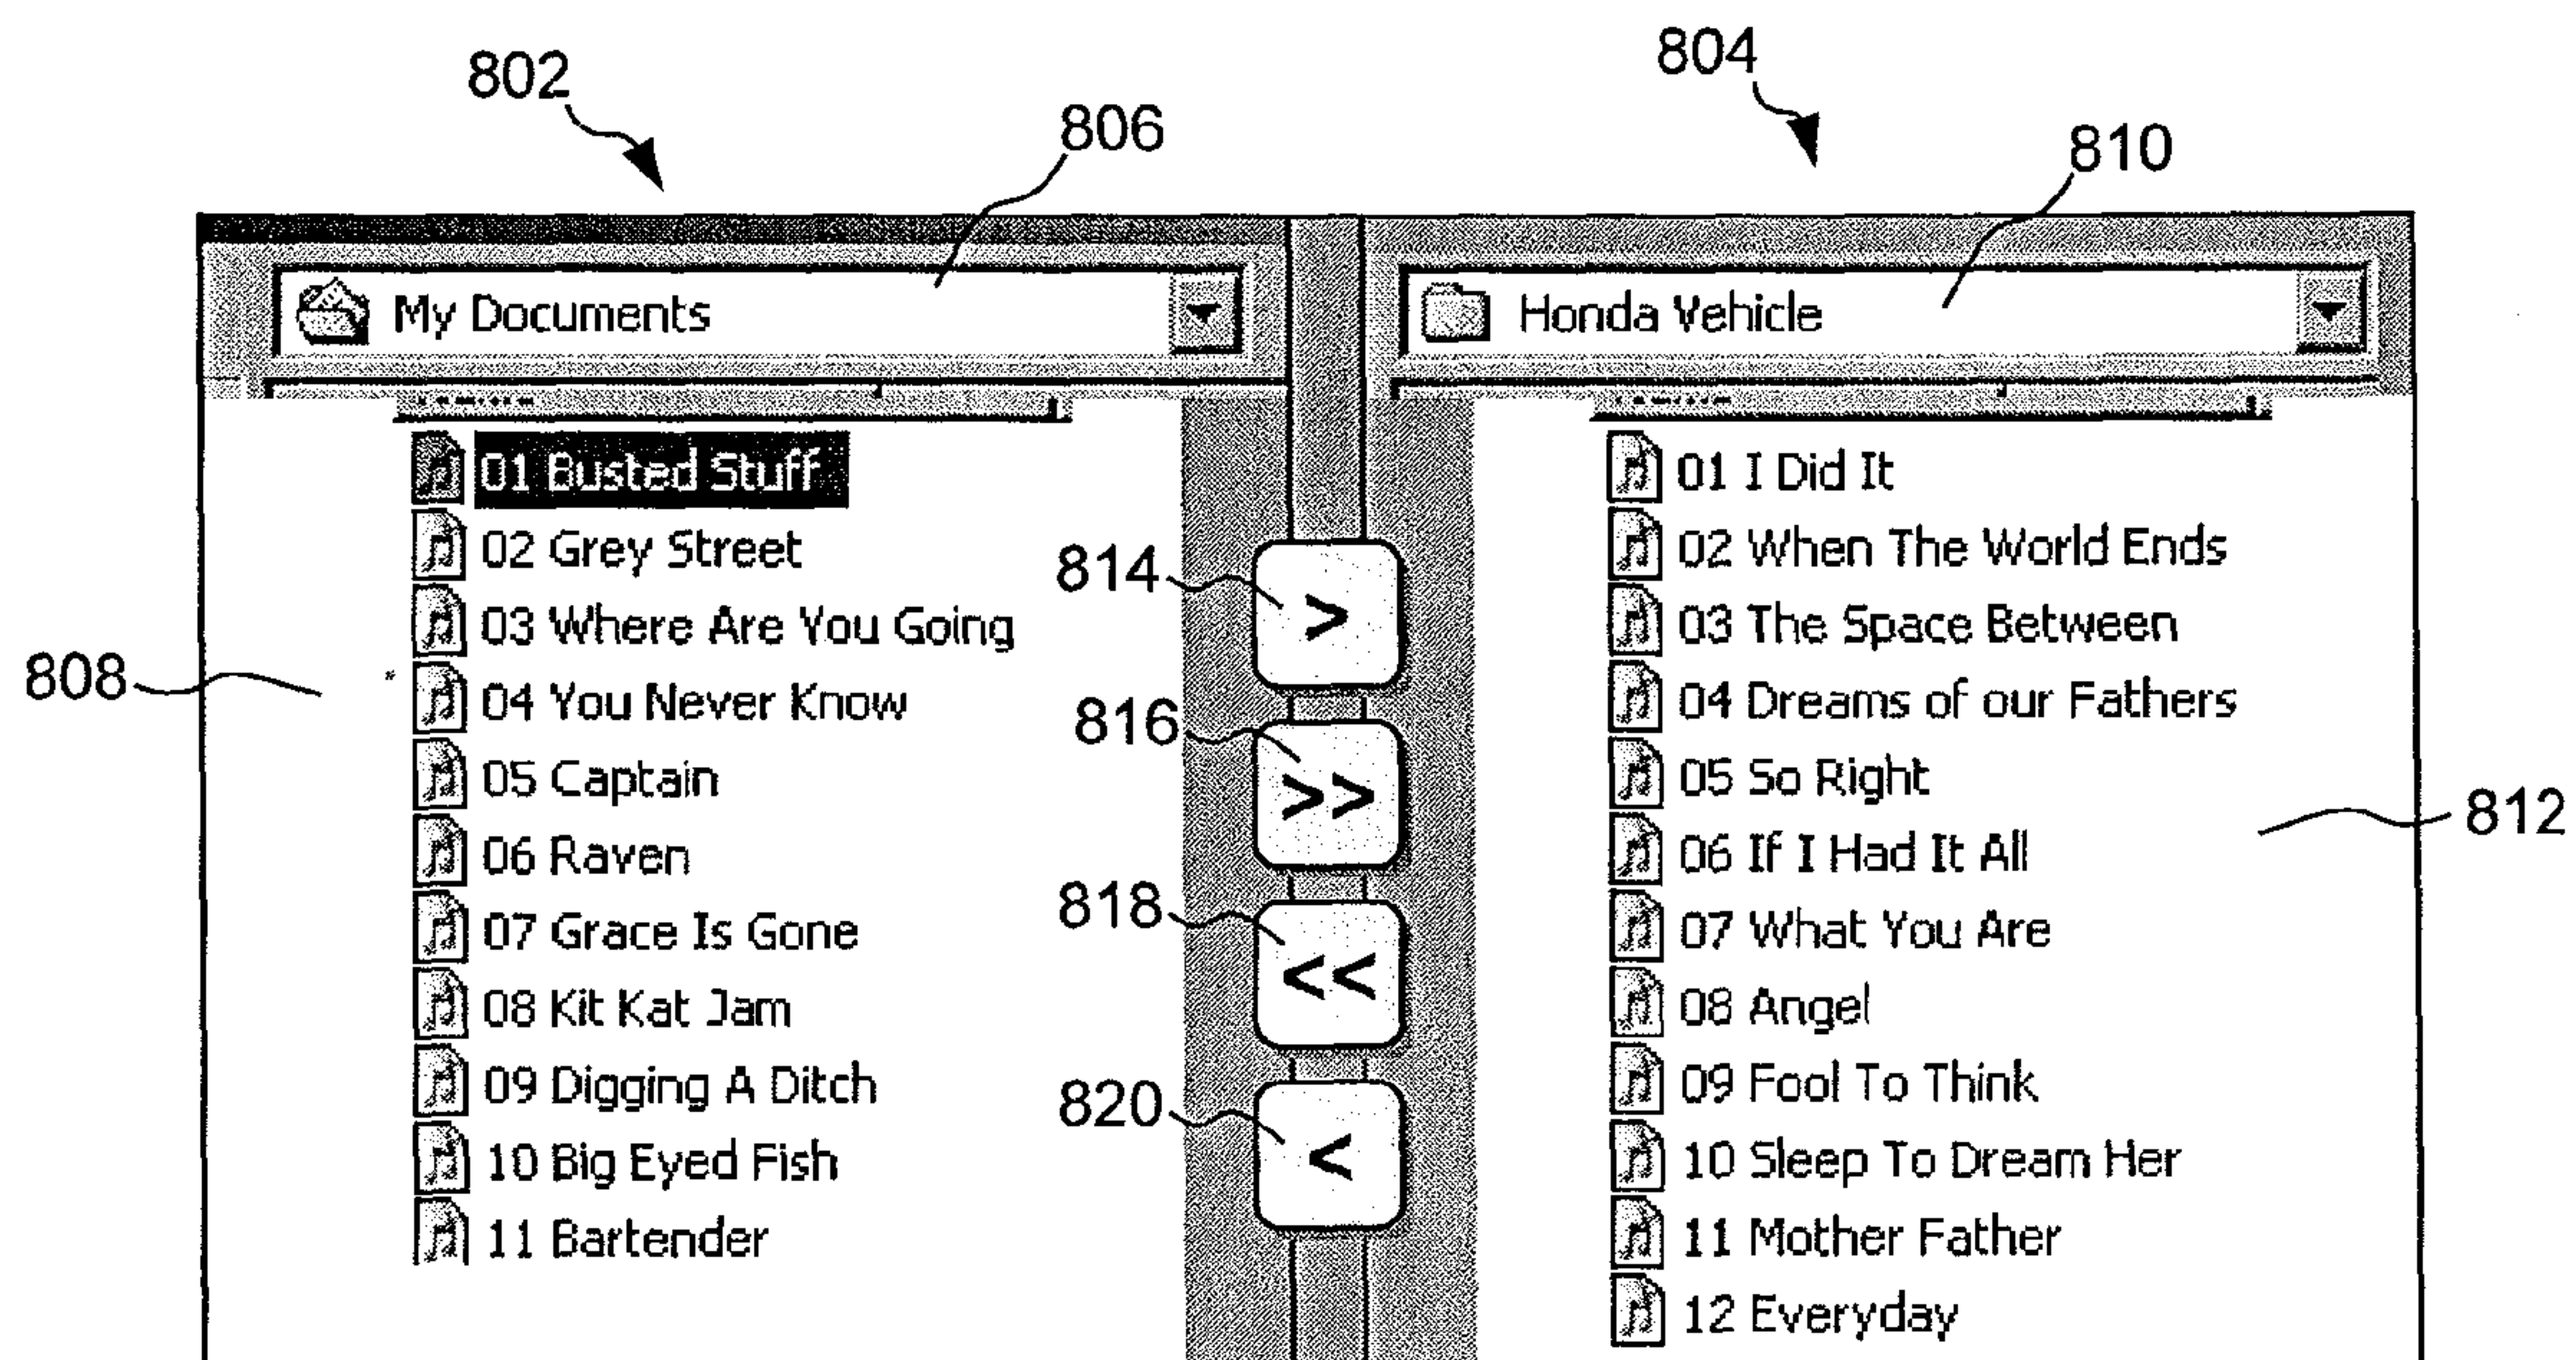 802
804
806
810
My Documents
Honda Vehicle
01 Busted Stuff
02 Grey Street
03 Where Are You Going
04 You Never Know
05 Captain
06 Raven
07 Grace Is Gone
08 Kit Kat Jam
09 Digging A Ditch
10 Big Eyed Fish
11 Bartender
808
814
>
816
>>
818
<<
820
<
01 I Did It
02 When The World Ends
03 The Space Between
04 Dreams of our Fathers
05 So Right
06 If I Had It All
07 What You Are
08 Angel
09 Fool To Think
10 Sleep To Dream Her
11 Mother Father
12 Everyday
812